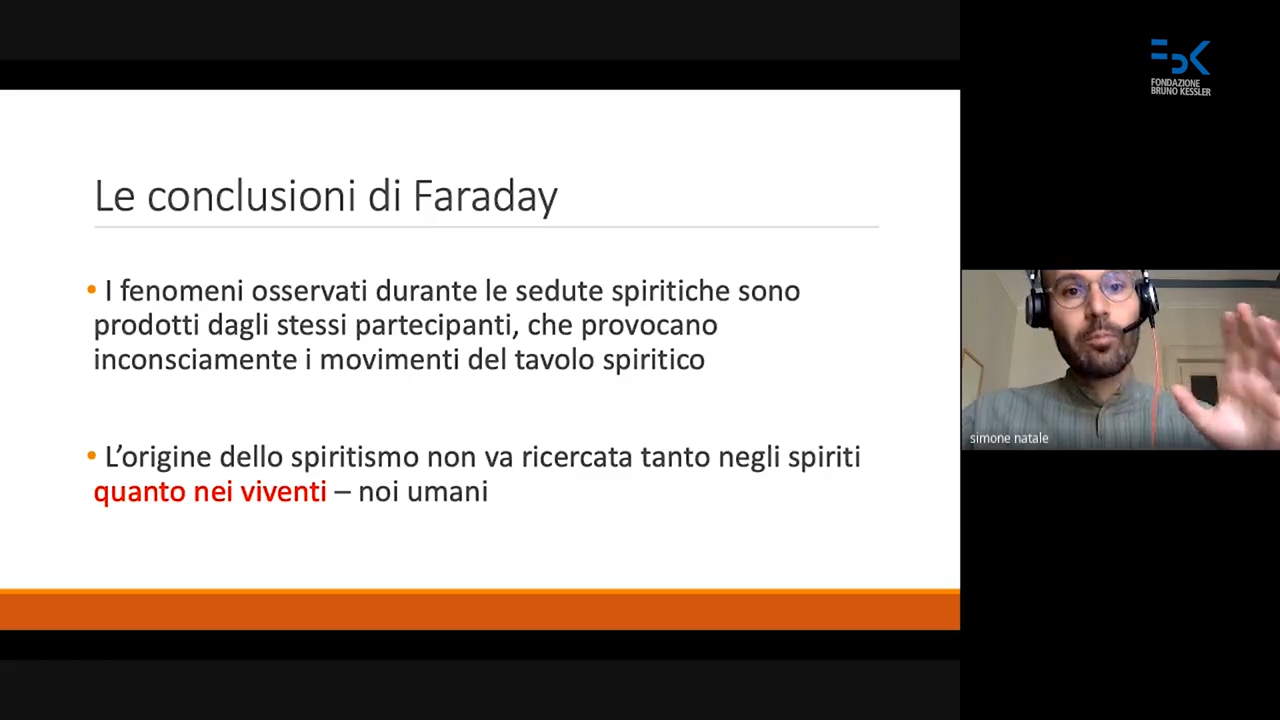 Le conclusioni di Faraday
• I fenomeni osservati durante le sedute spiritiche sono
prodotti dagli stessi partecipanti, che provocano
inconsciamente i movimenti del tavolo spiritico
• L’origine dello spiritismo non va ricercata tanto negli spiriti
quanto nei viventi – noi umani
FBK
FONDAZIONE
BRUNO KESSLER
simone natale